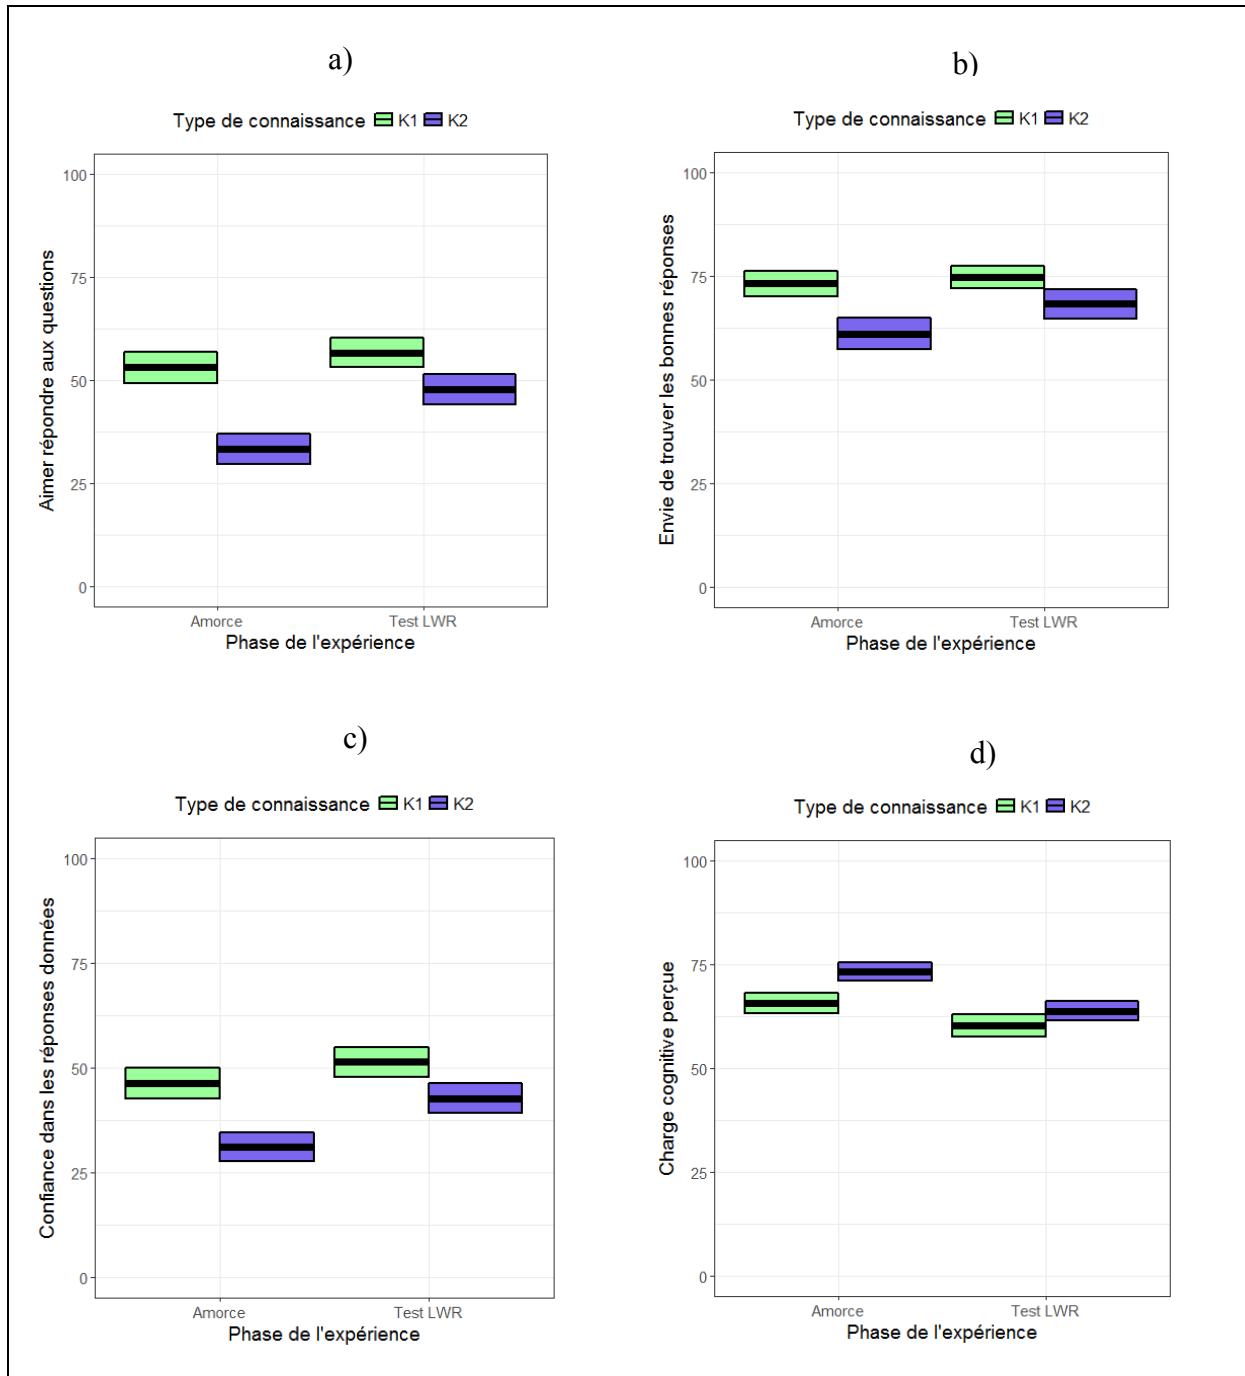 a)
Type de connaissance K1 K2
Aimer répondre aux questions
100
75
50
25
0
Amorce Test LWR
Phase de l'expérience
b)
Type de connaissance K1 K2
Envie de trouver les bonnes réponses
100
75
50
25
0
Amorce Test LWR
Phase de l'expérience
c)
Type de connaissance K1 K2
Confiance dans les réponses données
100
75
50
25
0
Amorce Test LWR
Phase de l'expérience
d)
Type de connaissance K1 K2
Charge cognitive perçue
100
75
50
25
0
Amorce Test LWR
Phase de l'expérience